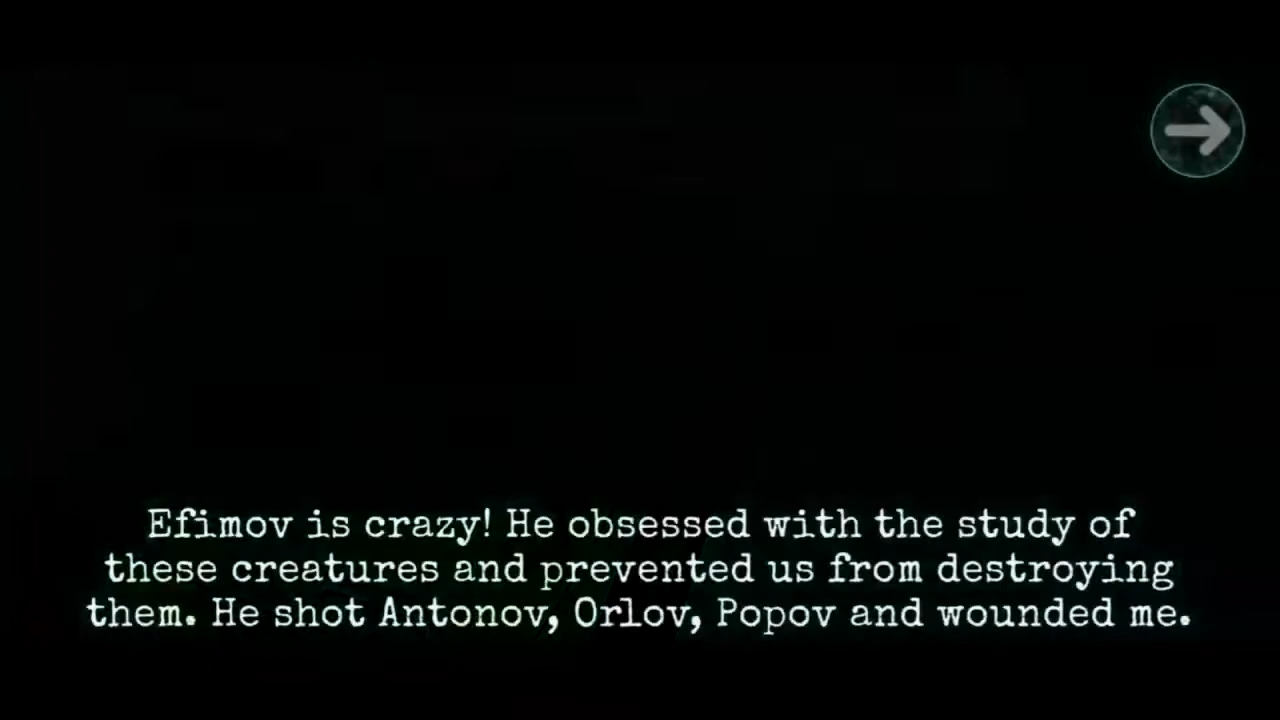 Efimov is crazy! He obsessed with the study of
these creatures and prevented us from destroying
them. He shot Antonov, Orlov, Popov and wounded me.